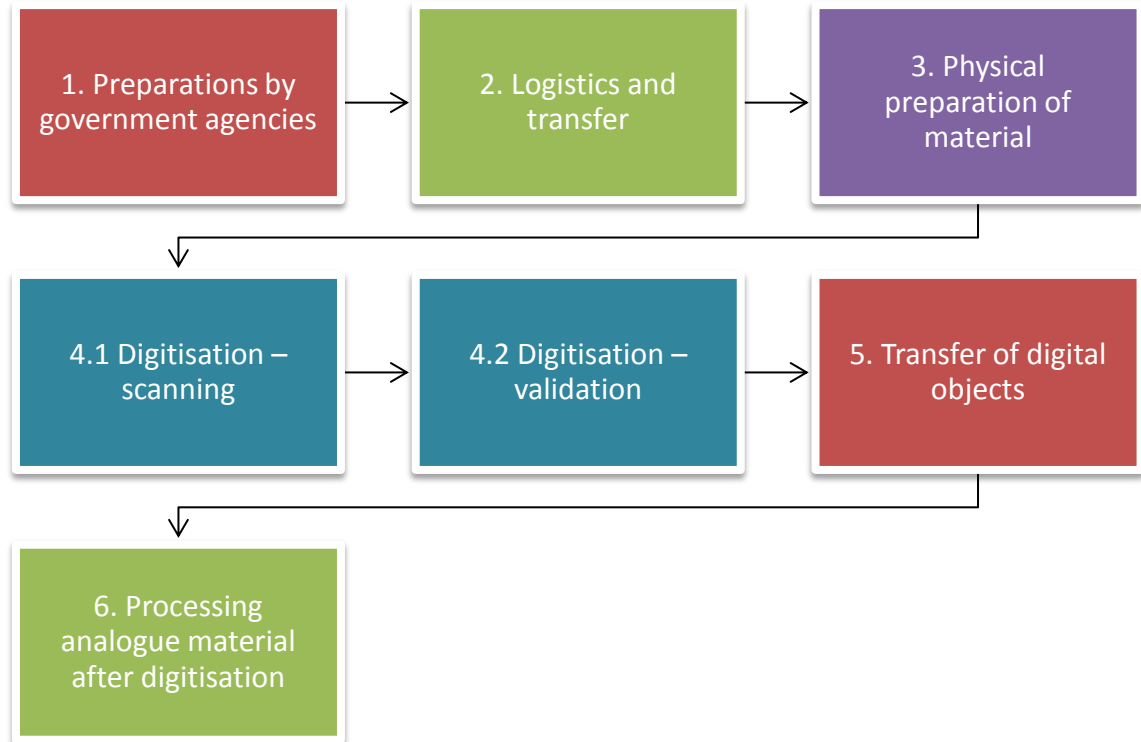 1. Preparations by
government agencies
2. Logistics and
transfer
3. Physical
preparation of
material
4.1 Digitisation –
scanning
4.2 Digitisation –
validation
5. Transfer of digital
objects
6. Processing
analogue material
after digitisation